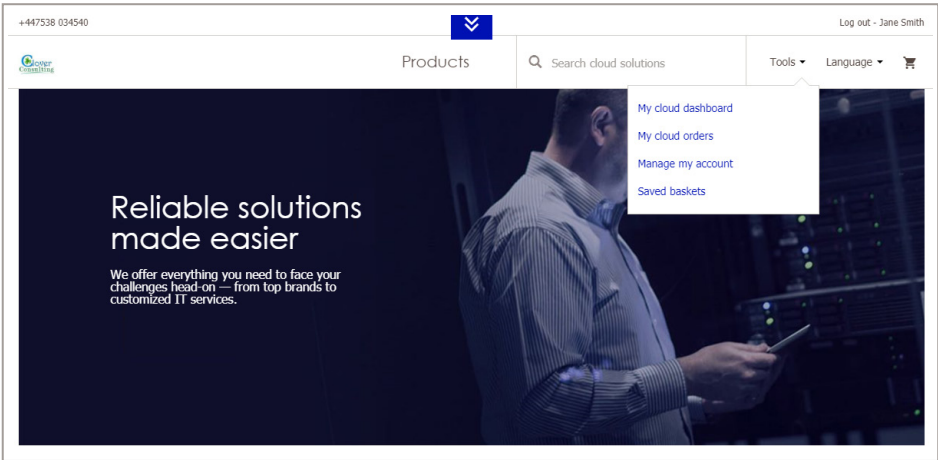 +447538 034540
Log out - Jane Smith
Clover
Consulting
Products
Search cloud solutions
Tools
Language
My cloud dashboard
My cloud orders
Manage my account
Saved baskets
Reliable solutions
made easier
We offer everything you need to face your
challenges head-on — from top brands to
customized IT services.